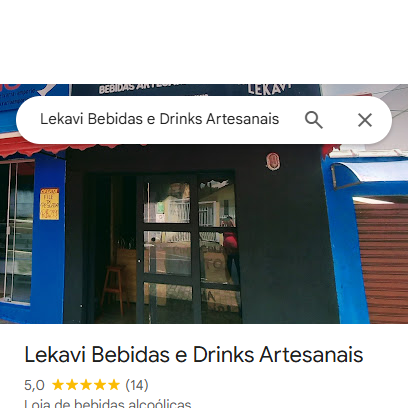 BEBIDAS ARTESANAIS
LEKAVI
Lekavi Bebidas e Drinks Artesanais
Lekavi Bebidas e Drinks Artesanais
5,0 (14)
Loja de bebidas alcoólicas